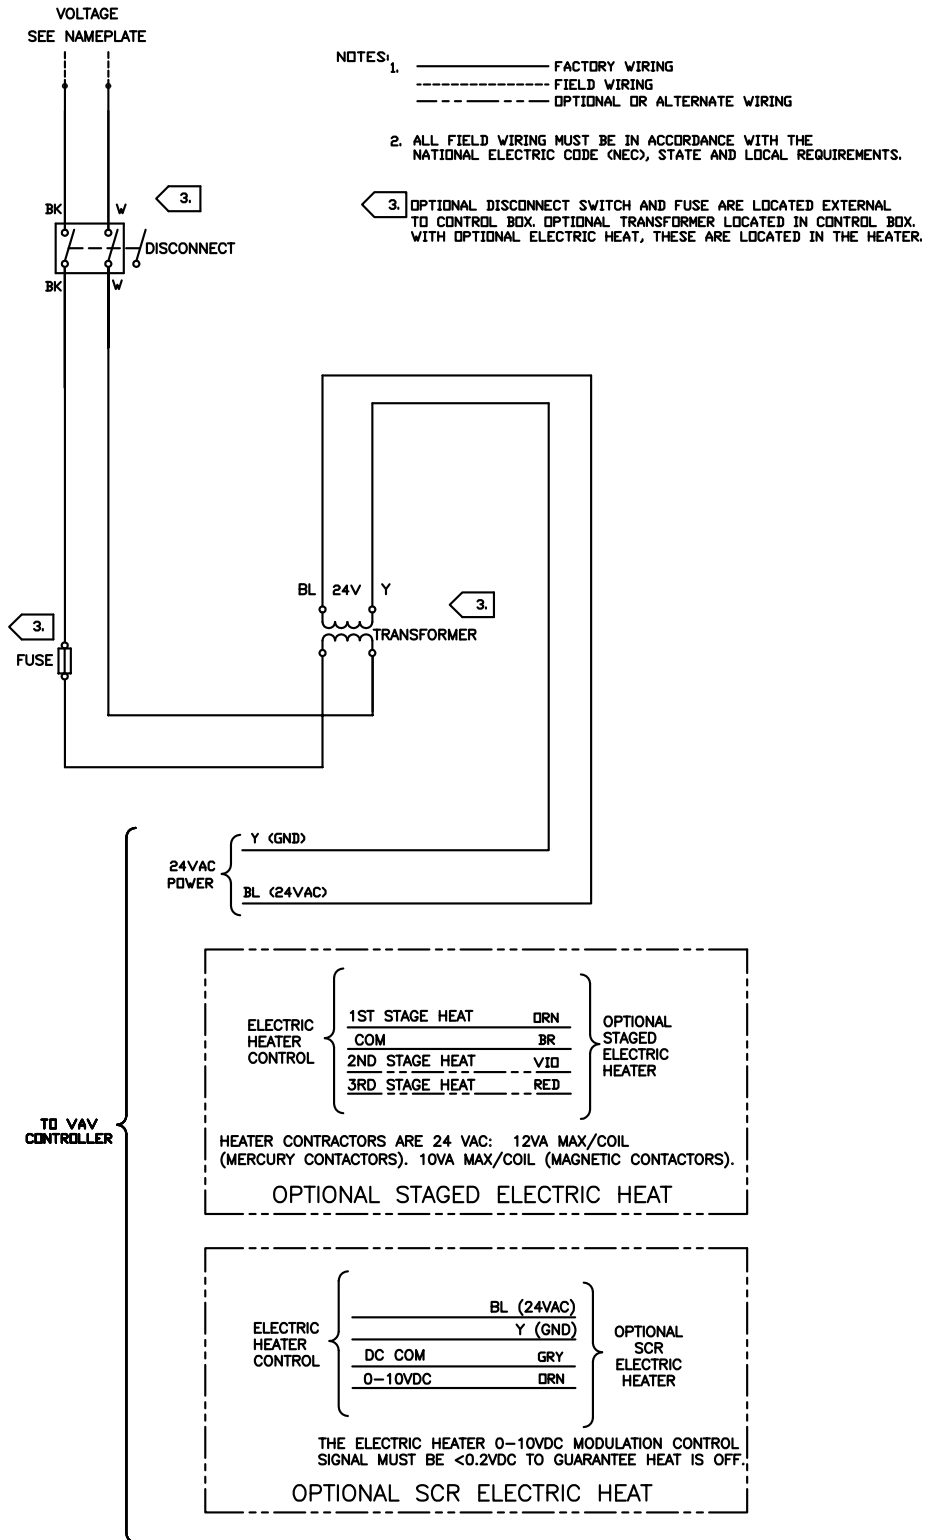 VOLTAGE
SEE NAMEPLATE
NOTES:
1. FACTORY WIRING
FIELD WIRING
OPTIONAL OR ALTERNATE WIRING
2. ALL FIELD WIRING MUST BE IN ACCORDANCE WITH THE
NATIONAL ELECTRIC CODE (NEC), STATE AND LOCAL REQUIREMENTS.
3. OPTIONAL DISCONNECT SWITCH AND FUSE ARE LOCATED EXTERNAL
TO CONTROL BOX. OPTIONAL TRANSFORMER LOCATED IN CONTROL BOX.
WITH OPTIONAL ELECTRIC HEAT, THESE ARE LOCATED IN THE HEATER.
3.
BK W
DISCONNECT
BK W
BL 24V Y
3.
TRANSFORMER
3.
FUSE
Y (GND)
24VAC
POWER
BL (24VAC)
TO VAV
CONTROLLER
ELECTRIC
HEATER
CONTROL
1ST STAGE HEAT ORN
COM BR
2ND STAGE HEAT VIO
3RD STAGE HEAT RED
OPTIONAL
STAGED
ELECTRIC
HEATER
HEATER CONTRACTORS ARE 24 VAC: 12VA MAX/COIL
(MERCURY CONTACTORS). 10VA MAX/COIL (MAGNETIC CONTACTORS).
OPTIONAL STAGED ELECTRIC HEAT
ELECTRIC
HEATER
CONTROL
BL (24VAC)
Y (GND)
DC COM GRY
0-10VDC ORN
OPTIONAL
SCR
ELECTRIC
HEATER
THE ELECTRIC HEATER 0-10VDC MODULATION CONTROL
SIGNAL MUST BE <0.2VDC TO GUARANTEE HEAT IS OFF.
OPTIONAL SCR ELECTRIC HEAT